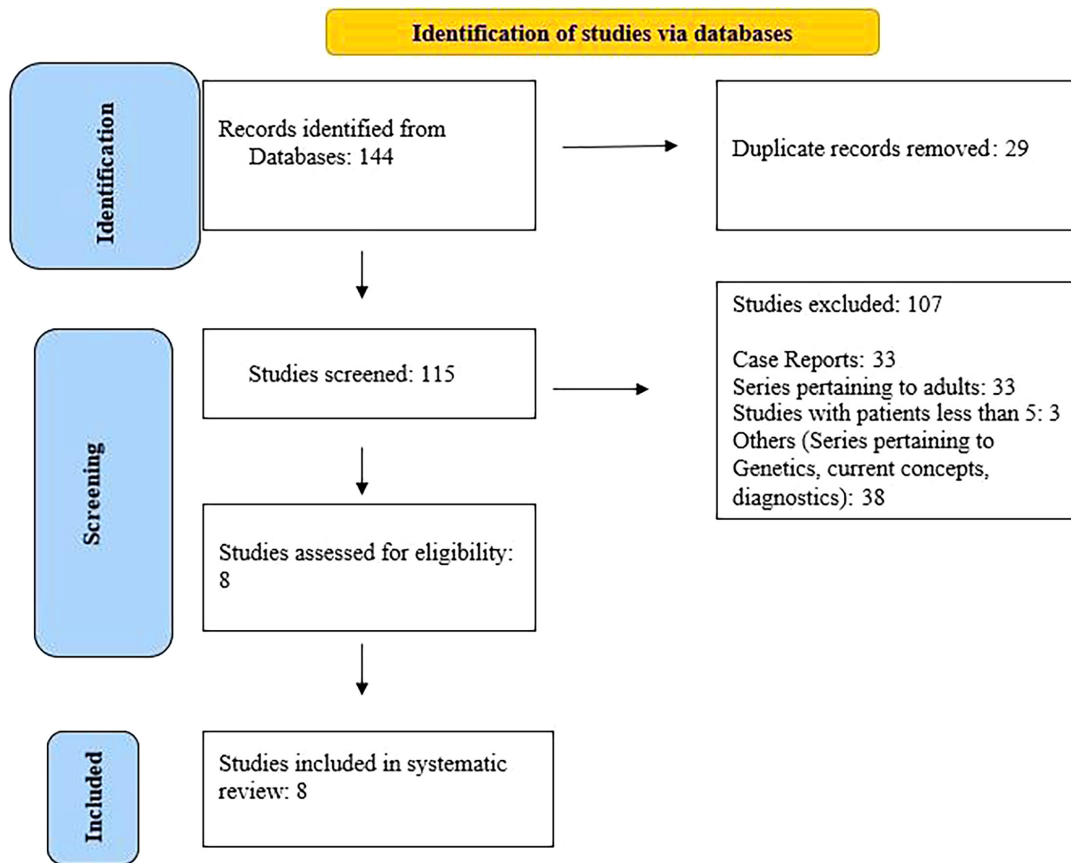 Identification of studies via databases
Identification
Records identified from
Databases: 144
Duplicate records removed: 29
Screening
Studies screened: 115
Studies excluded: 107
Case Reports: 33
Series pertaining to adults: 33
Studies with patients less than 5: 3
Others (Series pertaining to
Genetics, current concepts,
diagnostics): 38
Studies assessed for eligibility:
8
Included
Studies included in systematic
review: 8